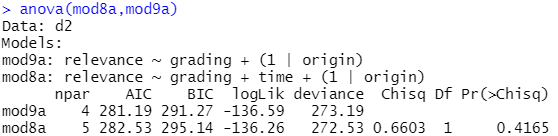 > anova(mod8a,mod9a)
Data: d2
Models:
mod9a: relevance ~ grading + (1 | origin)
mod8a: relevance ~ grading + time + (1 | origin)
npar AIC BIC logLik deviance Chisq Df Pr(>Chisq)
mod9a 4 281.19 291.27 -136.59 273.19
mod8a 5 282.53 295.14 -136.26 272.53 0.6603 1 0.4165